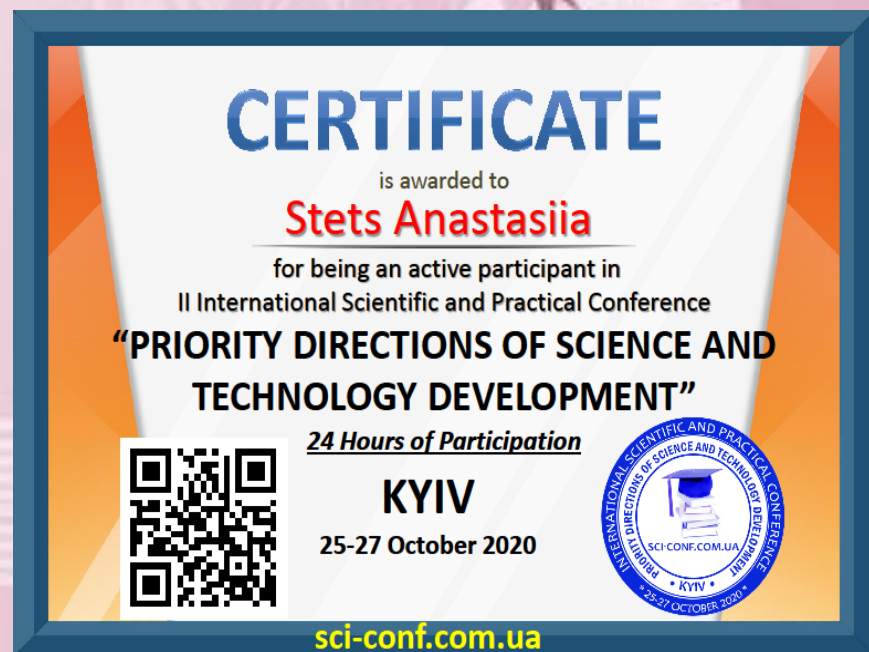 CERTIFICATE
is awarded to
Stets Anastasiia
for being an active participant in
II International Scientific and Practical Conference
“PRIORITY DIRECTIONS OF SCIENCE AND
TECHNOLOGY DEVELOPMENT”
24 Hours of Participation
KYIV
25-27 October 2020
INTERNATIONAL SCIENTIFIC AND PRACTICAL CONFERENCE
PRIORITY DIRECTIONS OF SCIENCE AND TECHNOLOGY DEVELOPMENT
SCI-CONF.COM.UA
• KYIV •
* 25-27 OCTOBER 2020 *
sci-conf.com.ua